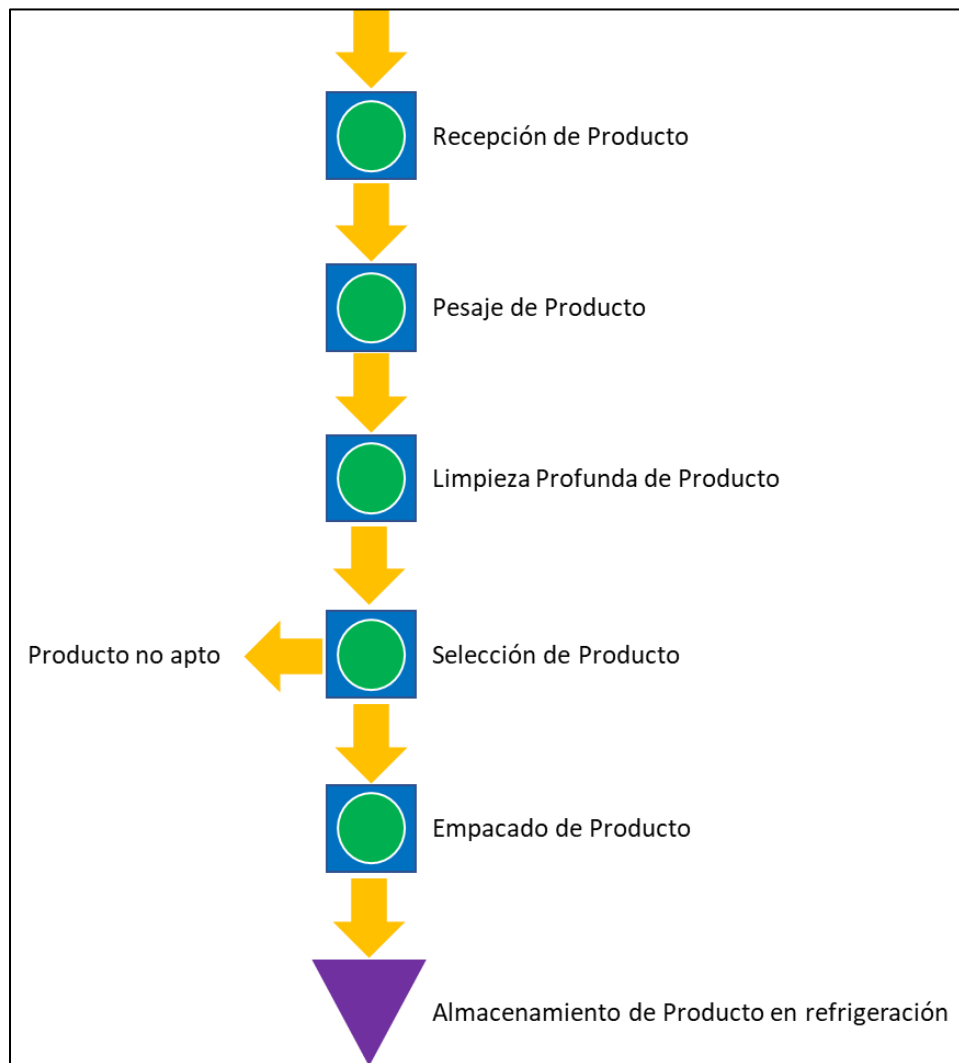 Recepción de Producto
Pesaje de Producto
Limpieza Profunda de Producto
Producto no apto
Selección de Producto
Empacado de Producto
Almacenamiento de Producto en refrigeración